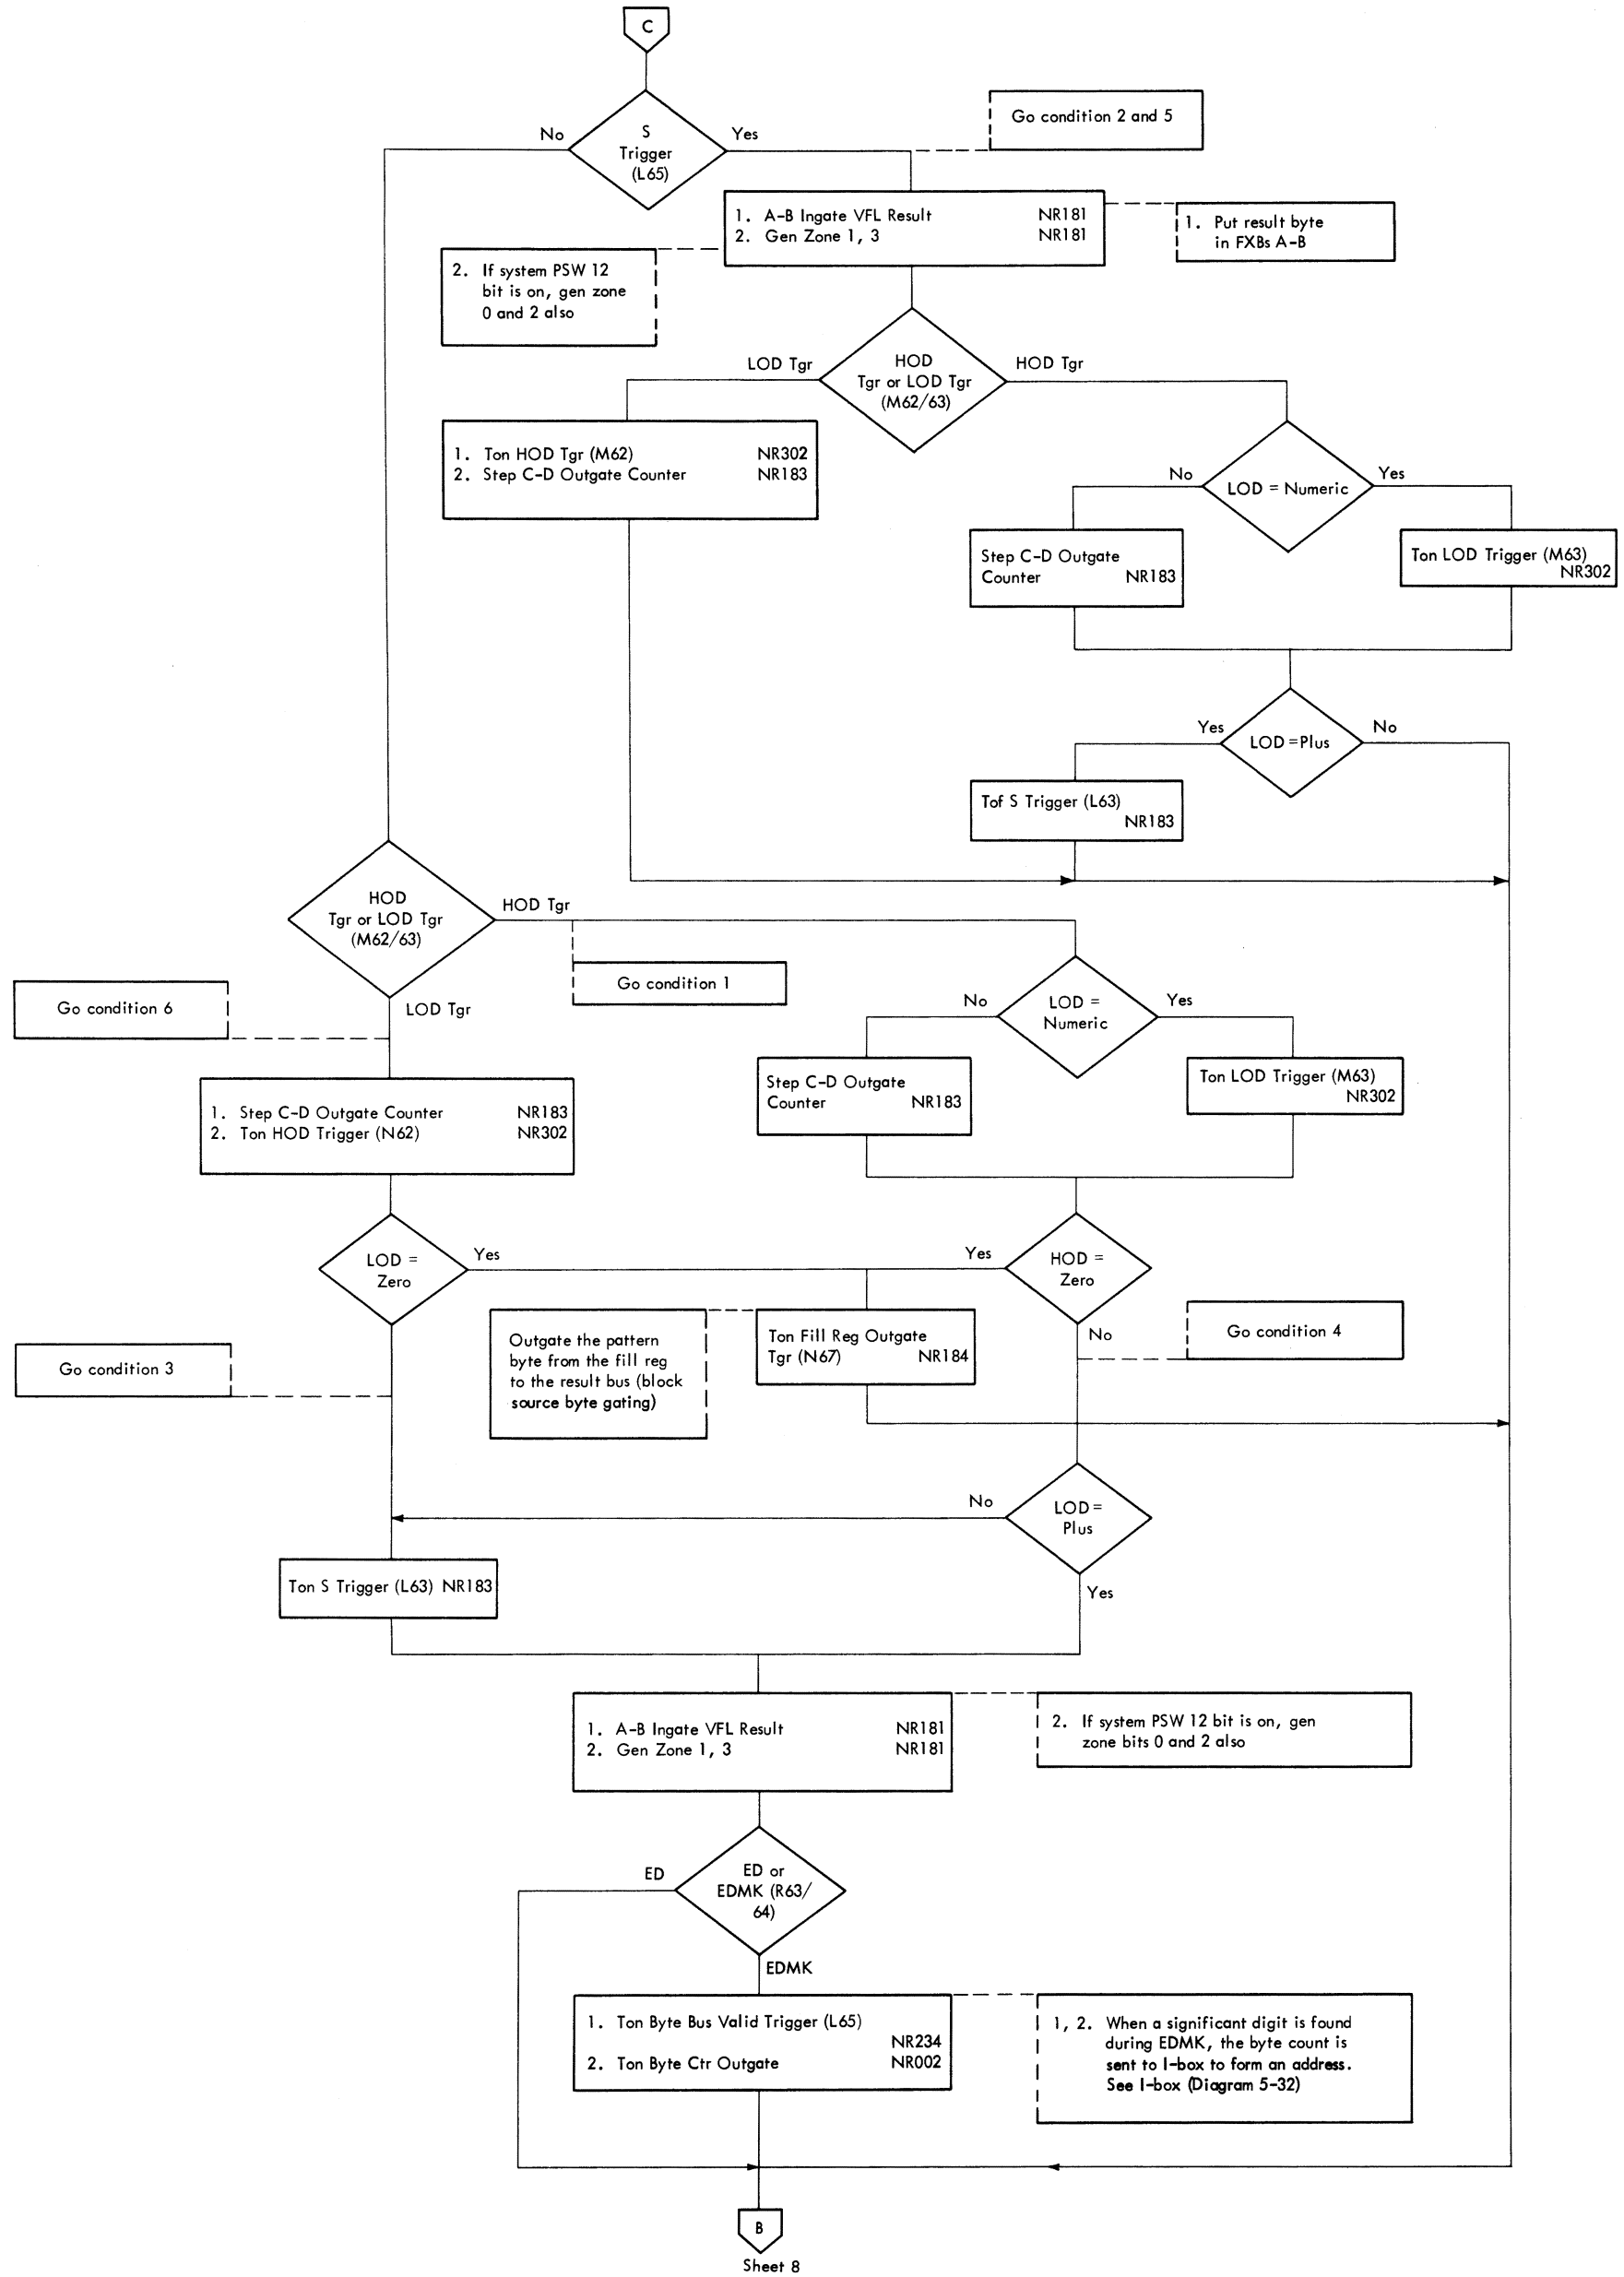 C
S
Trigger
(L65)
No
Yes
Go condition 2 and 5
1. A-B Ingate VFL Result NR181
2. Gen Zone 1, 3 NR181
1. Put result byte
in FXBs A-B
2. If system PSW 12
bit is on, gen zone
0 and 2 also
LOD Tgr
HOD
Tgr or LOD Tgr
(M62/63)
HOD Tgr
1. Ton HOD Tgr (M62) NR302
2. Step C-D Outgate Counter NR183
No
LOD = Numeric
Yes
Step C-D Outgate
Counter NR183
Ton LOD Trigger (M63)
NR302
Yes
LOD =Plus
No
Tof S Trigger (L63)
NR183
HOD
Tgr or LOD Tgr
(M62/63)
HOD Tgr
Go condition 1
Go condition 6
LOD Tgr
No
LOD =
Numeric
Yes
Step C-D Outgate
Counter NR183
Ton LOD Trigger (M63)
NR302
1. Step C-D Outgate Counter NR183
2. Ton HOD Trigger (N62) NR302
LOD =
Zero
Yes
Yes
HOD =
Zero
Outgate the pattern
byte from the fill reg
to the result bus (block
source byte gating)
Ton Fill Reg Outgate
Tgr (N67) NR184
No
Go condition 4
Go condition 3
No
LOD =
Plus
Yes
Ton S Trigger (L63) NR183
1. A-B Ingate VFL Result NR181
2. Gen Zone 1, 3 NR181
2. If system PSW 12 bit is on, gen
zone bits 0 and 2 also
ED
ED or
EDMK (R63/
64)
EDMK
1. Ton Byte Bus Valid Trigger (L65)
NR234
2. Ton Byte Ctr Outgate NR002
1, 2. When a significant digit is found
during EDMK, the byte count is
sent to I-box to form an address.
See I-box (Diagram 5-32)
B
Sheet 8